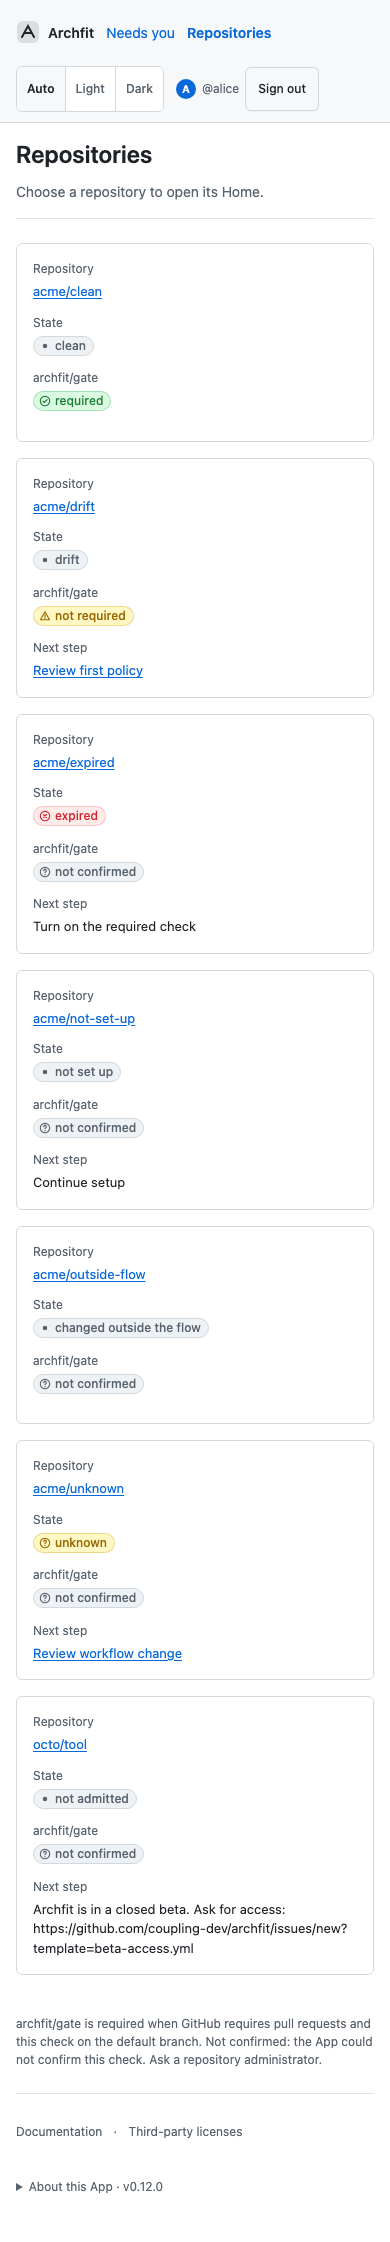 Archfit Needs you Repositories
Auto Light Dark A @alice Sign out
Repositories
Choose a repository to open its Home.
Repository
acme/clean
State
clean
archfit/gate
required
Repository
acme/drift
State
drift
archfit/gate
not required
Next step
Review first policy
Repository
acme/expired
State
expired
archfit/gate
not confirmed
Next step
Turn on the required check
Repository
acme/not-set-up
State
not set up
archfit/gate
not confirmed
Next step
Continue setup
Repository
acme/outside-flow
State
changed outside the flow
archfit/gate
not confirmed
Repository
acme/unknown
State
unknown
archfit/gate
not confirmed
Next step
Review workflow change
Repository
octo/tool
State
not admitted
archfit/gate
not confirmed
Next step
Archfit is in a closed beta. Ask for access:
https://github.com/coupling-dev/archfit/issues/new?
template=beta-access.yml
archfit/gate is required when GitHub requires pull requests and
this check on the default branch. Not confirmed: the App could
not confirm this check. Ask a repository administrator.
Documentation · Third-party licenses
About this App · v0.12.0